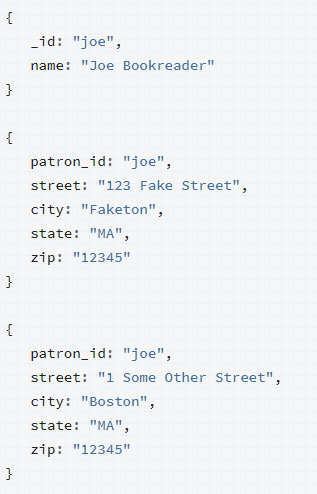 {
   _id: "joe",
   name: "Joe Bookreader"
}

{
   patron_id: "joe",
   street: "123 Fake Street",
   city: "Faketon",
   state: "MA",
   zip: "12345"
}

{
   patron_id: "joe",
   street: "1 Some Other Street",
   city: "Boston",
   state: "MA",
   zip: "12345"
}